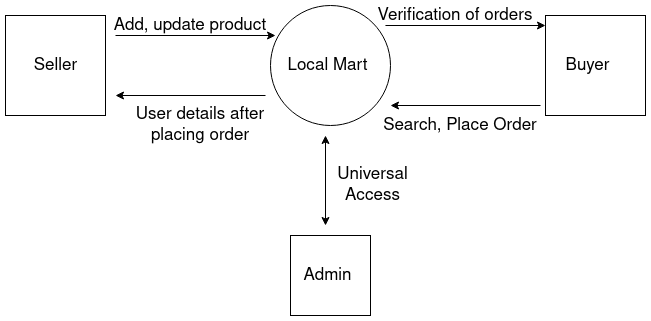 Add, update product
Verification of orders
Seller
Local Mart
Buyer
User details after
placing order
Search, Place Order
Universal
Access
Admin